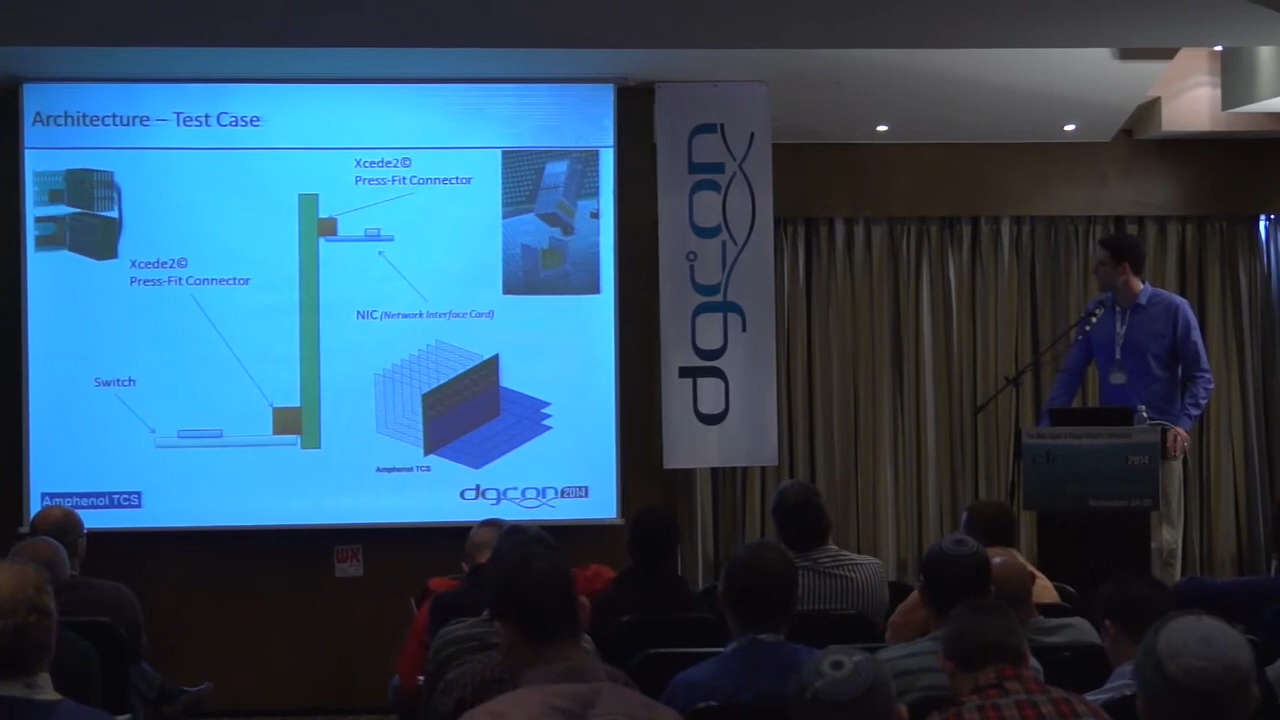 Architecture – Test Case
Xcede2©
Press-Fit Connector
Xcede2©
Press-Fit Connector
NIC (Network Interface Card)
Switch
Amphenol TCS
Amphenol TCS
dgcon 2014
dgcon
2014